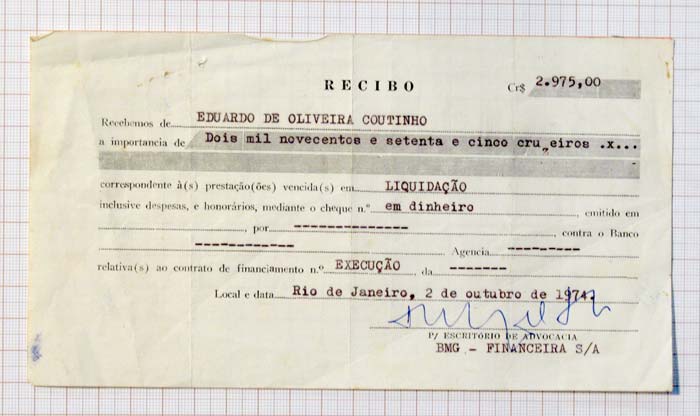 RECIBO Cr$ 2.975,00
Recebemos de EDUARDO DE OLIVEIRA COUTINHO
a importancia de Dois mil novecentos e setenta e cinco cruzeiros .x...
correspondente à(s) prestação(ões) vencida(s) em LIQUIDAÇÃO
inclusive despesas, e honorários, mediante o cheque n.º em dinheiro , emitido em
, por -------------- , contra o Banco
------------ Agencia ---------
relativa(s) ao contrato de financiamento n.º EXECUÇÃO da -------
Local e data Rio de Janeiro, 2 de outubro de 1974.
P/ ESCRITÓRIO DE ADVOCACIA
BMG - FINANCEIRA S/A